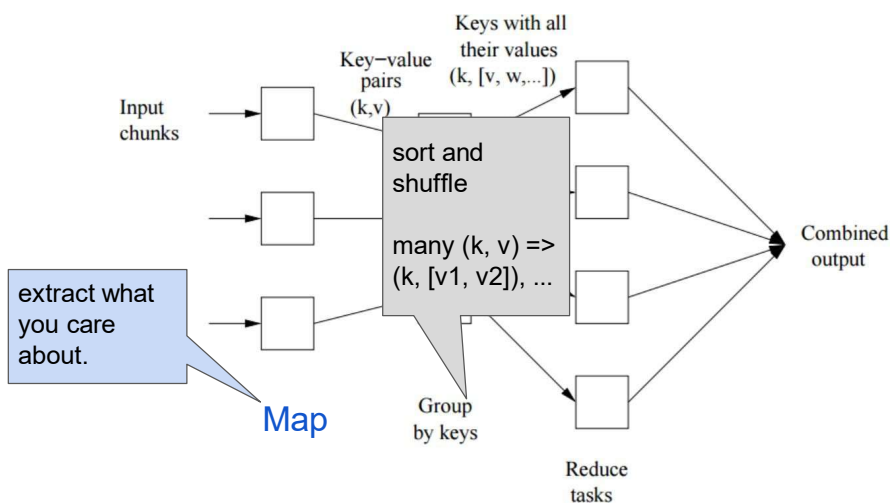 Keys with all
their values
(k, [v, w,...])
Key−value
pairs
(k,v)
Input
chunks
sort and
shuffle
many (k, v) =>
(k, [v1, v2]), ...
Combined
output
extract what
you care
about.
Map
Group
by keys
Reduce
tasks